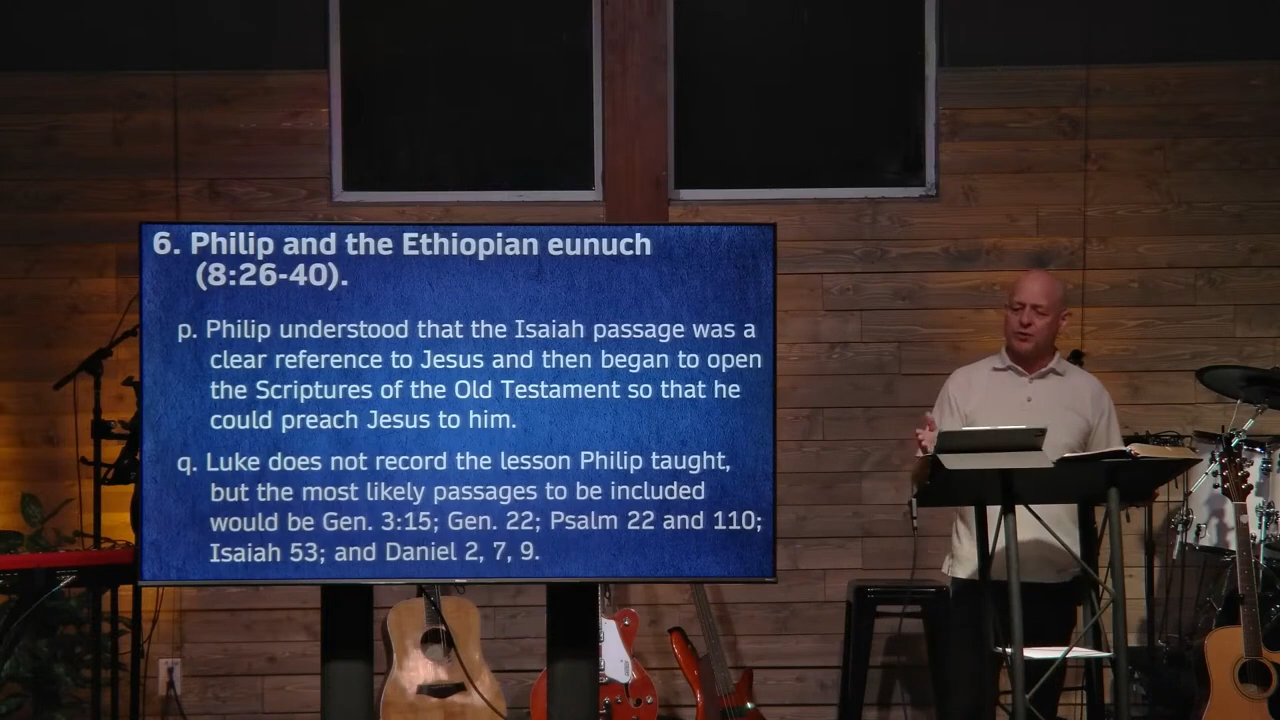 6. Philip and the Ethiopian eunuch
(8:26-40).
p. Philip understood that the Isaiah passage was a
clear reference to Jesus and then began to open
the Scriptures of the Old Testament so that he
could preach Jesus to him.
q. Luke does not record the lesson Philip taught,
but the most likely passages to be included
would be Gen. 3:15; Gen. 22; Psalm 22 and 110;
Isaiah 53; and Daniel 2, 7, 9.